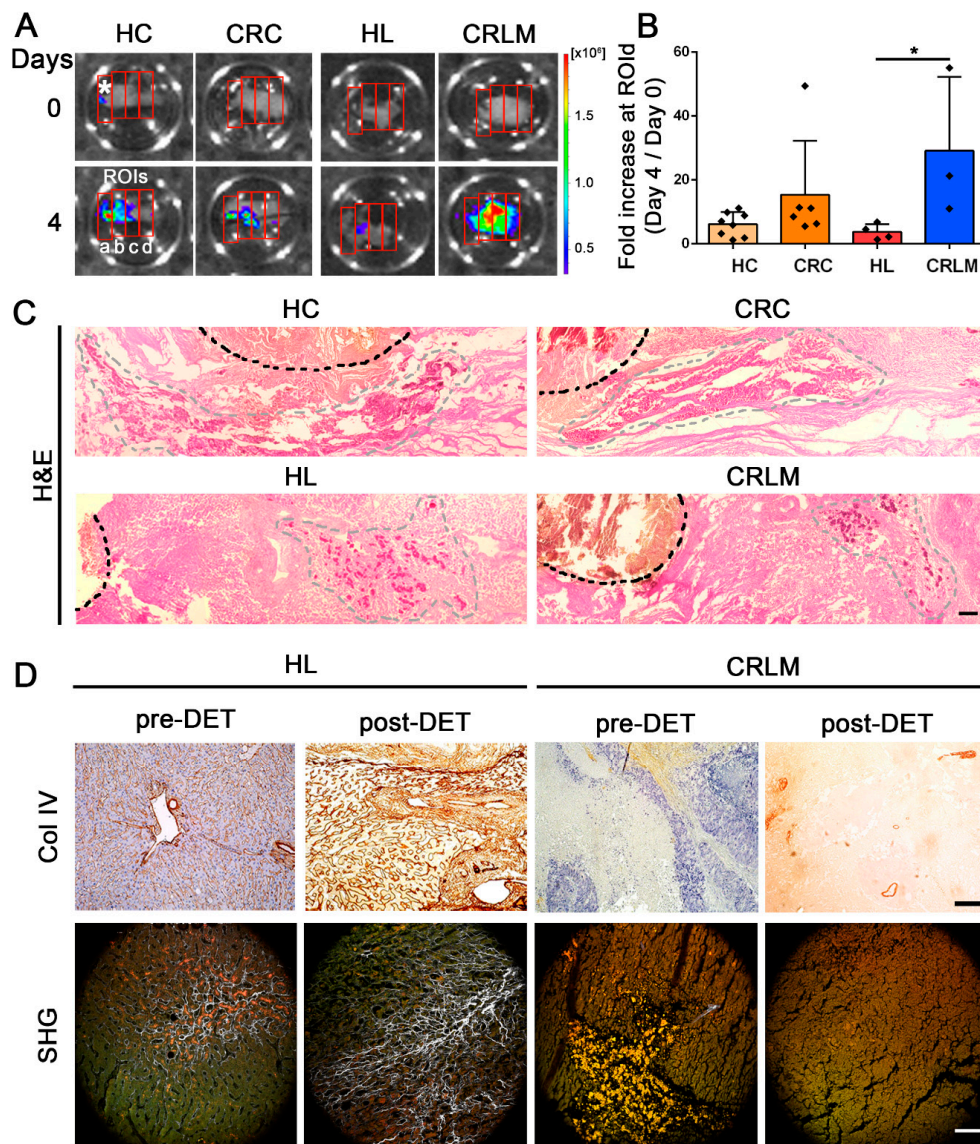 A
HC
CRC
HL
CRLM
Days
0
*
4
ROIs
a b c d
[x10⁶]
2.0
1.5
1.0
0.5
B
Fold increase at ROId
(Day 4 / Day 0)
60
40
20
0
*
HC
CRC
HL
CRLM
C
HC
CRC
H&E
HL
CRLM
D
HL
CRLM
pre-DET
post-DET
pre-DET
post-DET
Col IV
SHG